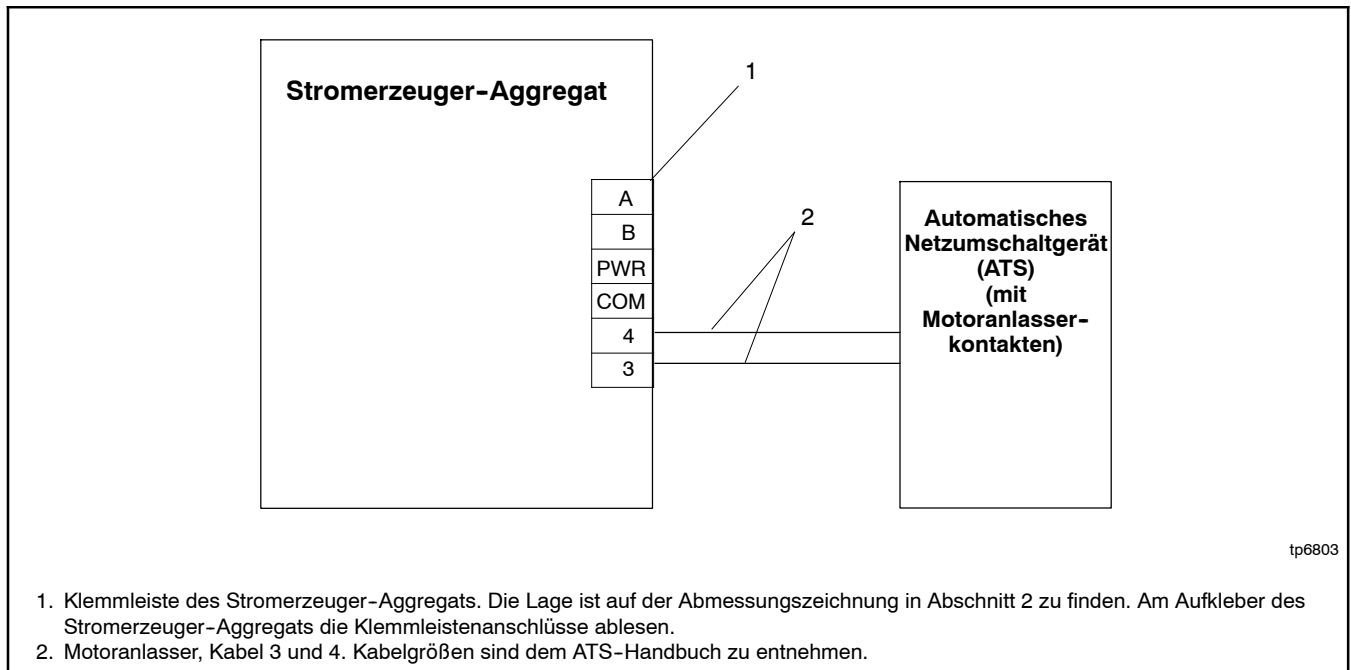 Stromerzeuger-Aggregat
1
A
B
PWR
COM
4
3
2
Automatisches
Netzumschaltgerät
(ATS)
(mit
Motoranlasser-
kontakten)
tp6803
1. Klemmleiste des Stromerzeuger-Aggregats. Die Lage ist auf der Abmessungszeichnung in Abschnitt 2 zu finden. Am Aufkleber des
Stromerzeuger-Aggregats die Klemmleistenanschlüsse ablesen.
2. Motoranlasser, Kabel 3 und 4. Kabelgrößen sind dem ATS-Handbuch zu entnehmen.